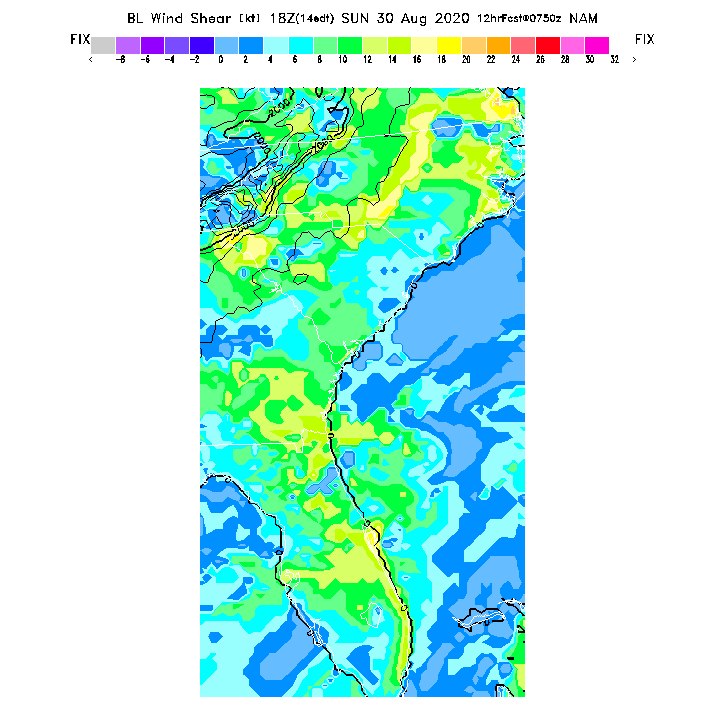 BL Wind Shear [kt] 18Z(14edt) SUN 30 Aug 2020 12hrFcst@0750z NAM
FIX FIX
< -8 -6 -4 -2 0 2 4 6 8 10 12 14 16 18 20 22 24 26 28 30 32 >
2000